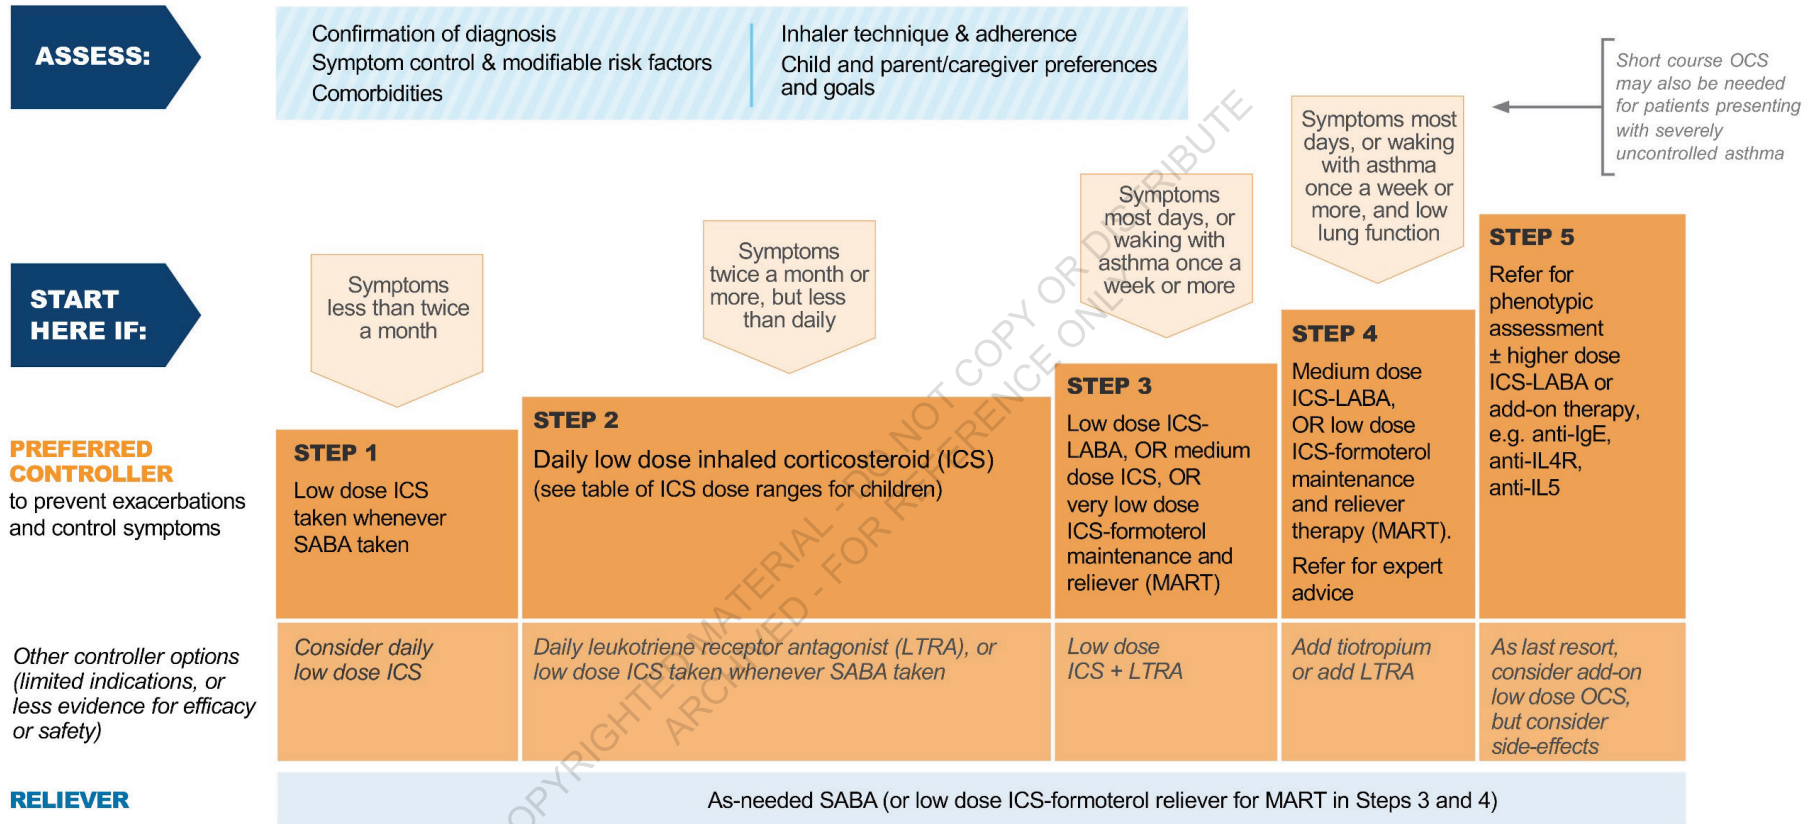 ASSESS:
Confirmation of diagnosis
Symptom control & modifiable risk factors
Comorbidities
Inhaler technique & adherence
Child and parent/caregiver preferences
and goals
Short course OCS
may also be needed
for patients presenting
with severely
uncontrolled asthma
START
HERE IF:
Symptoms
less than twice
a month
Symptoms
twice a month or
more, but less
than daily
Symptoms
most days, or
waking with
asthma once a
week or more
Symptoms most
days, or waking
with asthma
once a week or
more, and low
lung function
PREFERRED
CONTROLLER
to prevent exacerbations
and control symptoms
STEP 1
Low dose ICS
taken whenever
SABA taken
STEP 2
Daily low dose inhaled corticosteroid (ICS)
(see table of ICS dose ranges for children)
STEP 3
Low dose ICS-
LABA, OR medium
dose ICS, OR
very low dose
ICS-formoterol
maintenance and
reliever (MART)
STEP 4
Medium dose
ICS-LABA,
OR low dose
ICS-formoterol
maintenance
and reliever
therapy (MART).
Refer for expert
advice
STEP 5
Refer for
phenotypic
assessment
± higher dose
ICS-LABA or
add-on therapy,
e.g. anti-IgE,
anti-IL4R,
anti-IL5
Other controller options
(limited indications, or
less evidence for efficacy
or safety)
Consider daily
low dose ICS
Daily leukotriene receptor antagonist (LTRA), or
low dose ICS taken whenever SABA taken
Low dose
ICS + LTRA
Add tiotropium
or add LTRA
As last resort,
consider add-on
low dose OCS,
but consider
side-effects
RELIEVER
As-needed SABA (or low dose ICS-formoterol reliever for MART in Steps 3 and 4)
COPYRIGHTED MATERIAL - DO NOT COPY OR DISTRIBUTE
ARCHIVED - FOR REFERENCE ONLY